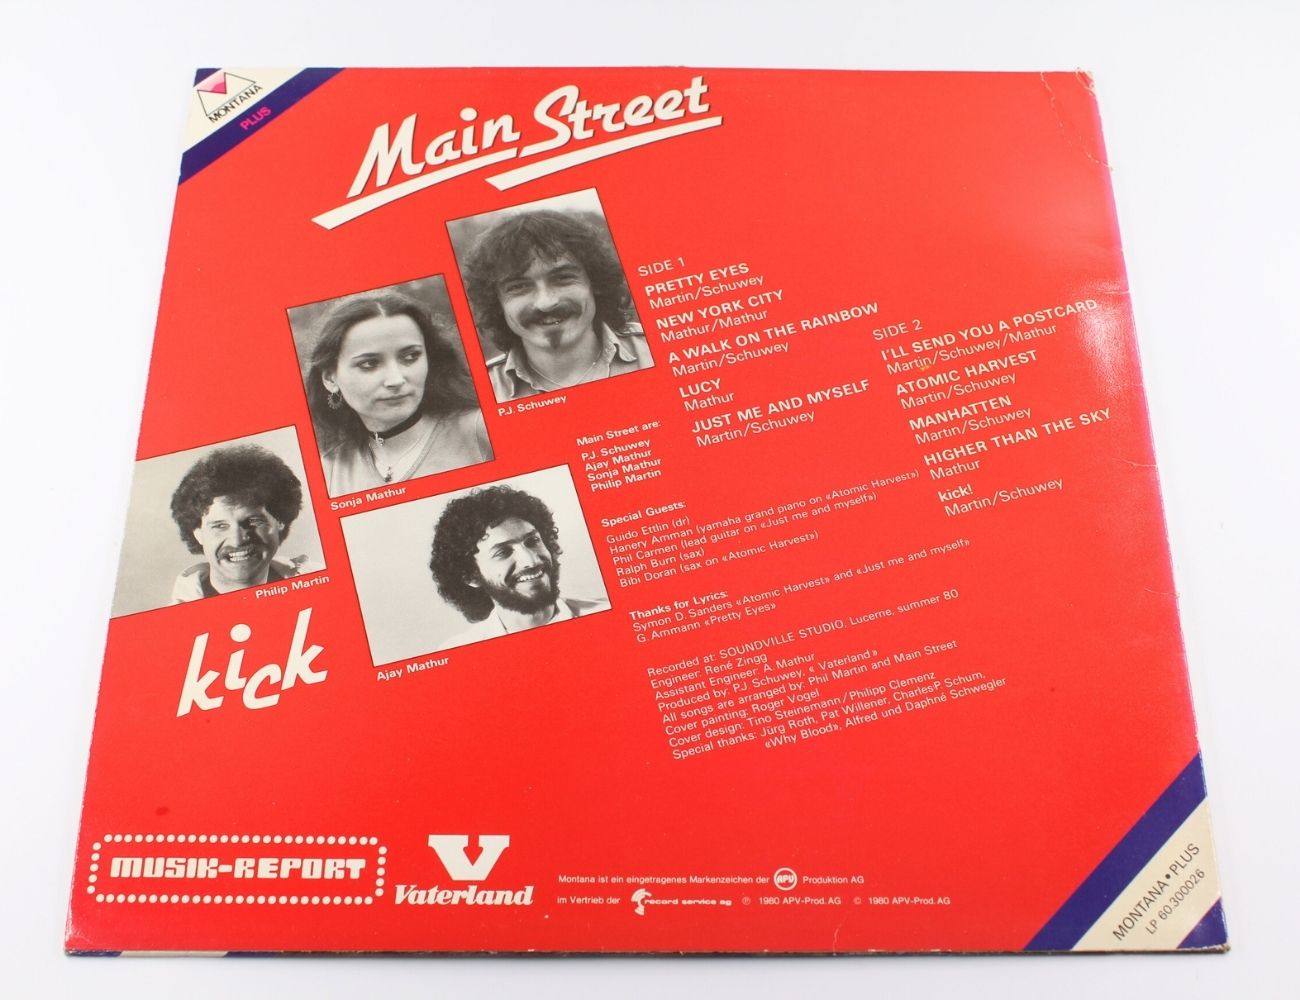 MONTANA
PLUS
Main Street
P.J. Schuwey
Sonja Mathur
Philip Martin
Ajay Mathur
kick
SIDE 1
PRETTY EYES
Martin/Schuwey
NEW YORK CITY
Mathur/Mathur
A WALK ON THE RAINBOW
Martin/Schuwey
LUCY
Mathur
JUST ME AND MYSELF
Martin/Schuwey
SIDE 2
I'LL SEND YOU A POSTCARD
Martin/Schuwey/Mathur
ATOMIC HARVEST
Martin/Schuwey
MANHATTEN
Martin/Schuwey
HIGHER THAN THE SKY
Mathur
kick!
Martin/Schuwey
Main Street are:
P.J. Schuwey
Ajay Mathur
Sonja Mathur
Philip Martin
Special Guests:
Guido Ettlin (dr)
Hanery Amman (yamaha grand piano on «Atomic Harvest»)
Phil Carmen (lead guitar on «Just me and myself»)
Ralph Burn (sax)
Bibi Doran (sax on «Atomic Harvest»)
Thanks for Lyrics:
Symon D. Sanders «Atomic Harvest» and «Just me and myself»
G. Ammann «Pretty Eyes»
Recorded at: SOUNDVILLE STUDIO, Lucerne, summer 80
Engineer: René Zingg
Assistant Engineer: A. Mathur
Produced by: P.J. Schuwey, « Vaterland »
All songs are arranged by: Phil Martin and Main Street
Cover painting: Roger Vogel
Cover design: Tino Steinemann / Philipp Clemenz
Special thanks: Jürg Roth, Pat Willener, Charles P. Schum,
«Why Blood», Alfred und Daphné Schwegler
MUSIK-REPORT
V
Vaterland
Montana ist ein eingetragenes Markenzeichen der APV Produktion AG
im Vertrieb der record service ag ℗ 1980 APV-Prod. AG © 1980 APV-Prod. AG
MONTANA • PLUS
LP 60.300026